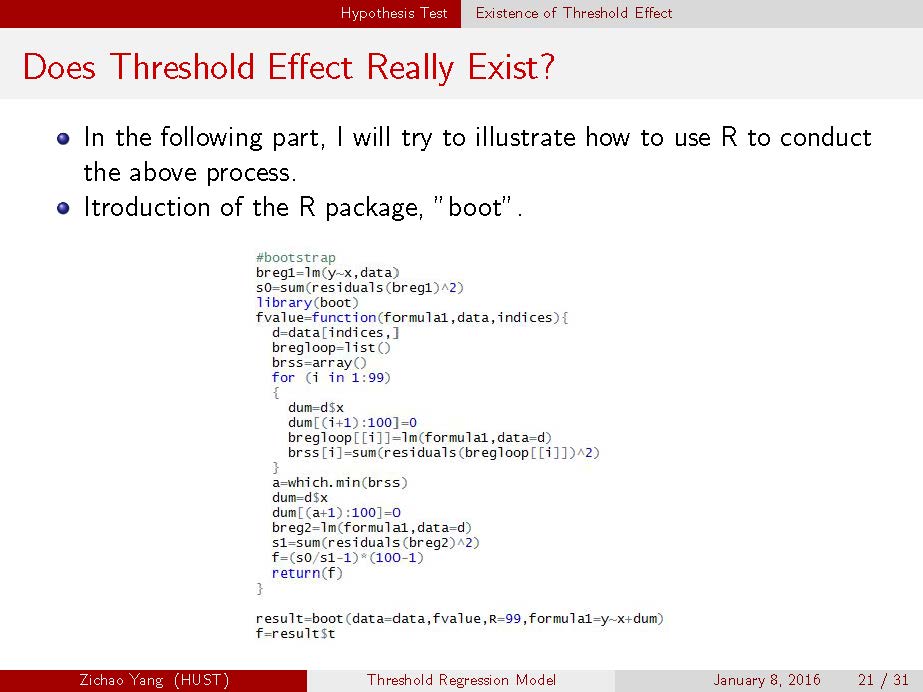 Hypothesis Test
Existence of Threshold Effect
Does Threshold Effect Really Exist?
In the following part, I will try to illustrate how to use R to conduct
the above process.
Itroduction of the R package, ”boot”.
#bootstrap
breg1=lm(y~x,data)
s0=sum(residuals(breg1)^2)
library(boot)
fvalue=function(formula1,data,indices){
  d=data[indices,]
  bregloop=list()
  brss=array()
  for (i in 1:99)
  {
    dum=d$x
    dum[(i+1):100]=0
    bregloop[[i]]=lm(formula1,data=d)
    brss[i]=sum(residuals(bregloop[[i]])^2)
  }
  a=which.min(brss)
  dum=d$x
  dum[(a+1):100]=0
  breg2=lm(formula1,data=d)
  s1=sum(residuals(breg2)^2)
  f=(s0/s1-1)*(100-1)
  return(f)
}
result=boot(data=data,fvalue,R=99,formula1=y~x+dum)
f=result$t
Zichao Yang (HUST)
Threshold Regression Model
January 8, 2016
21 / 31